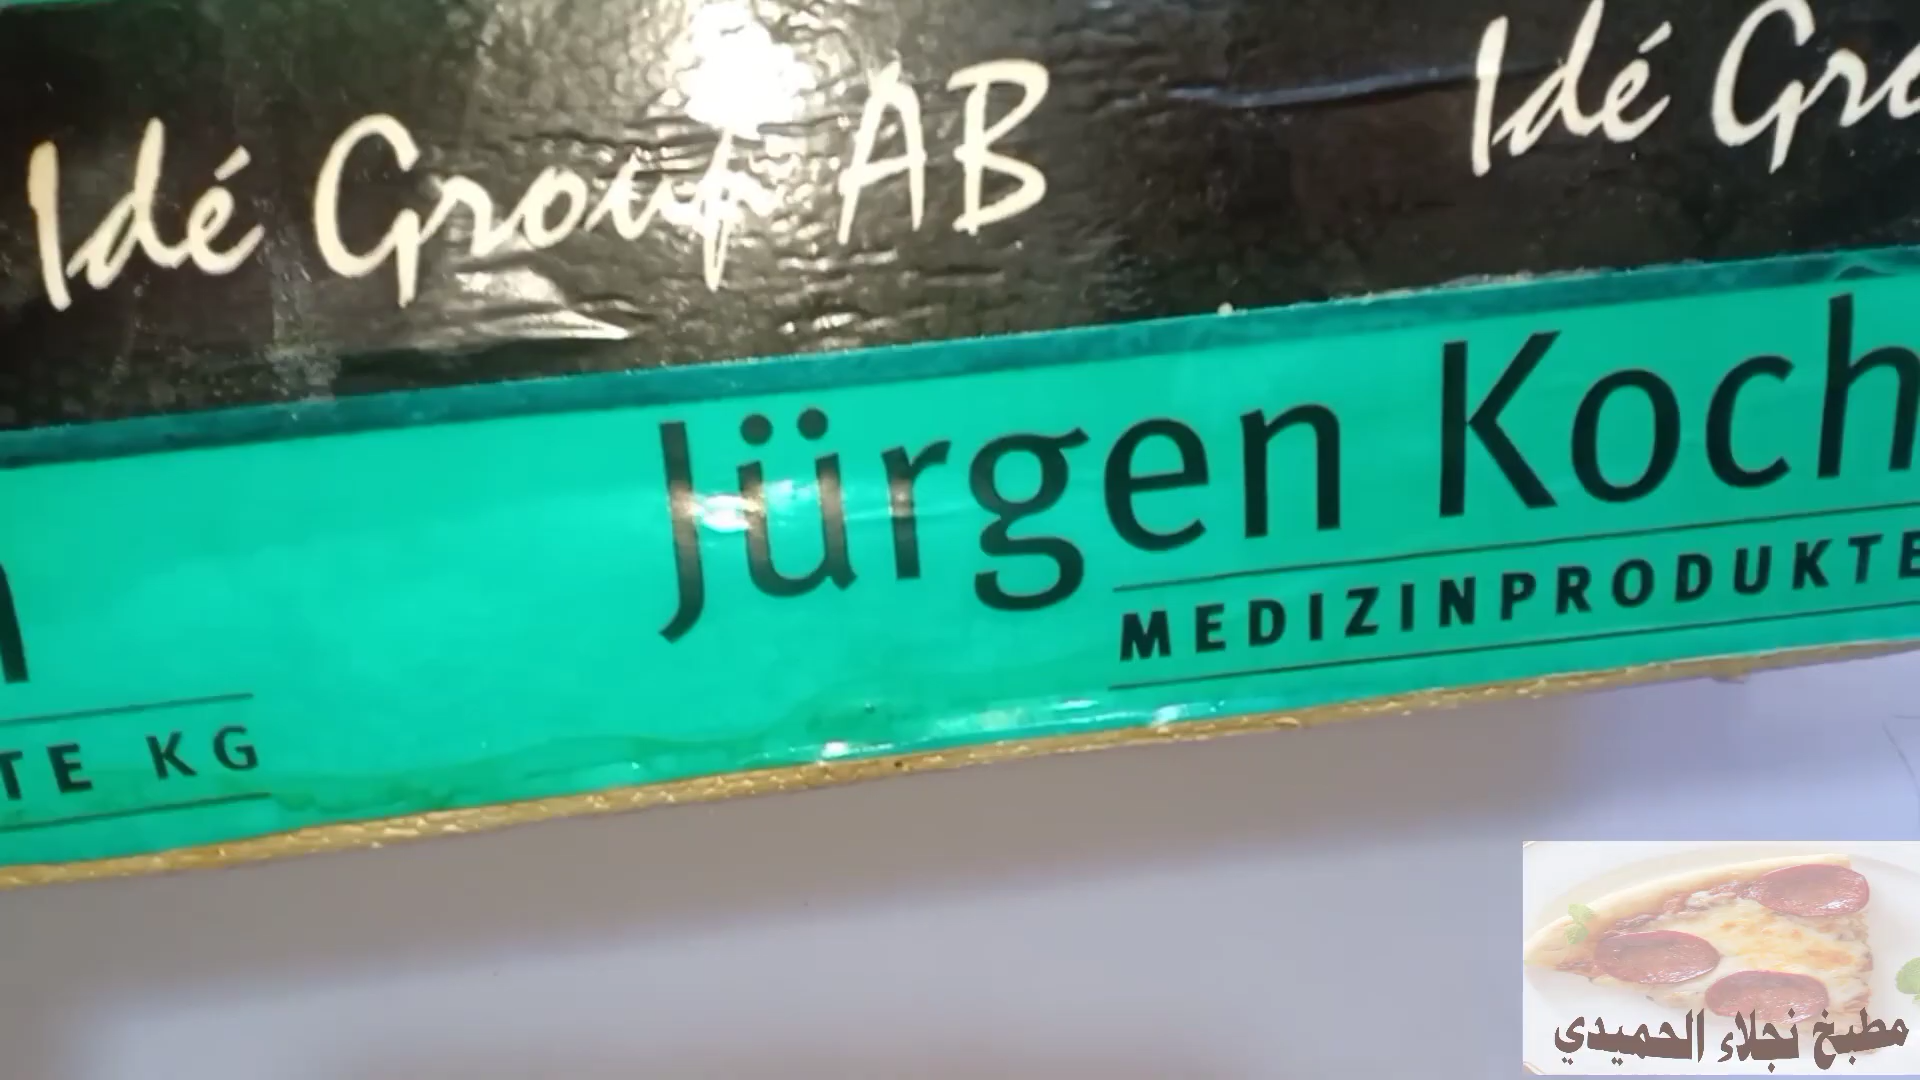 Idé Group AB
Idé Gro
Jürgen Koch
MEDIZINPRODUKTE
TE KG
مطبخ نجلاء الحميدي